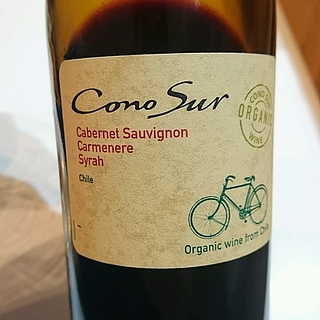 Cono Sur
CONO SUR
ORGANIC
WINE
Cabernet Sauvignon
Carmenere
Syrah
Chile
Organic wine from Chile